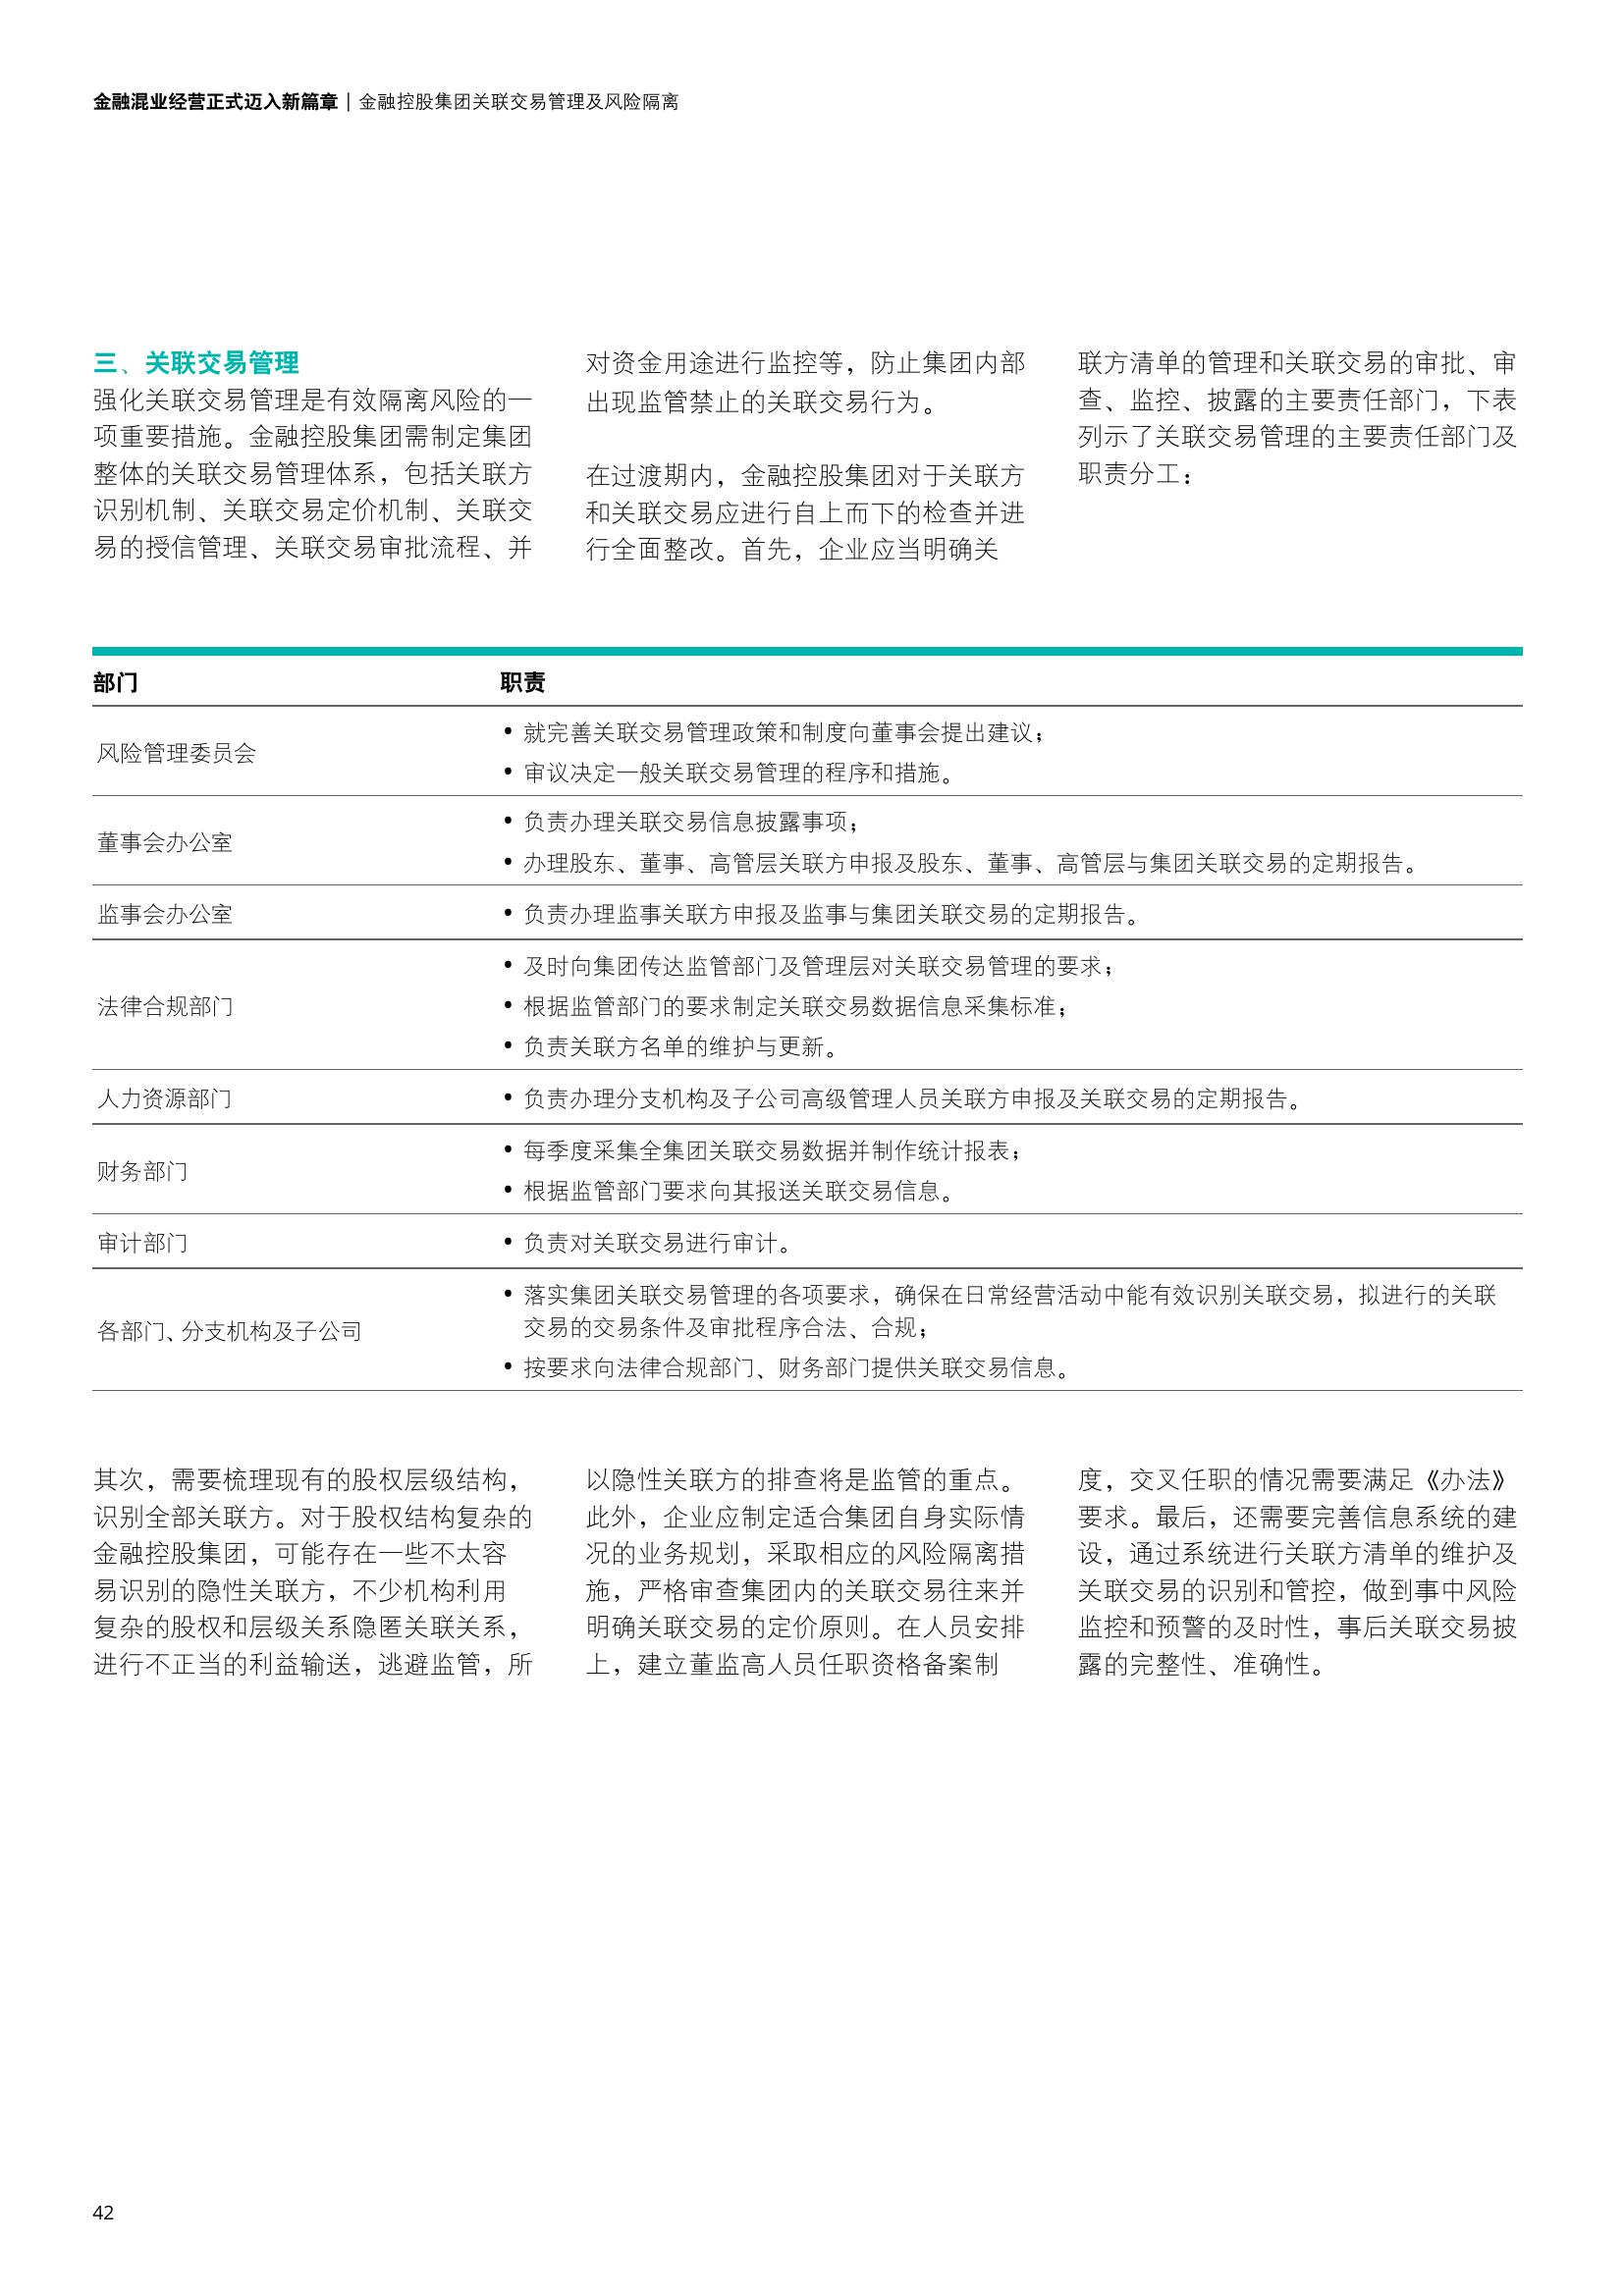 金融混业经营正式迈入新篇章 | 金融控股集团关联交易管理及风险隔离
三、关联交易管理
强化关联交易管理是有效隔离风险的一
项重要措施。金融控股集团需制定集团
整体的关联交易管理体系，包括关联方
识别机制、关联交易定价机制、关联交
易的授信管理、关联交易审批流程、并
对资金用途进行监控等，防止集团内部
出现监管禁止的关联交易行为。
在过渡期内，金融控股集团对于关联方
和关联交易应进行自上而下的检查并进
行全面整改。首先，企业应当明确关
联方清单的管理和关联交易的审批、审
查、监控、披露的主要责任部门，下表
列示了关联交易管理的主要责任部门及
职责分工：
部门 职责
风险管理委员会
• 就完善关联交易管理政策和制度向董事会提出建议；
• 审议决定一般关联交易管理的程序和措施。
董事会办公室
• 负责办理关联交易信息披露事项；
• 办理股东、董事、高管层关联方申报及股东、董事、高管层与集团关联交易的定期报告。
监事会办公室
• 负责办理监事关联方申报及监事与集团关联交易的定期报告。
法律合规部门
• 及时向集团传达监管部门及管理层对关联交易管理的要求；
• 根据监管部门的要求制定关联交易数据信息采集标准；
• 负责关联方名单的维护与更新。
人力资源部门
• 负责办理分支机构及子公司高级管理人员关联方申报及关联交易的定期报告。
财务部门
• 每季度采集全集团关联交易数据并制作统计报表；
• 根据监管部门要求向其报送关联交易信息。
审计部门
• 负责对关联交易进行审计。
各部门、分支机构及子公司
• 落实集团关联交易管理的各项要求，确保在日常经营活动中能有效识别关联交易，拟进行的关联
交易的交易条件及审批程序合法、合规；
• 按要求向法律合规部门、财务部门提供关联交易信息。
其次，需要梳理现有的股权层级结构，
识别全部关联方。对于股权结构复杂的
金融控股集团，可能存在一些不太容
易识别的隐性关联方，不少机构利用
复杂的股权和层级关系隐匿关联关系，
进行不正当的利益输送，逃避监管，所
以隐性关联方的排查将是监管的重点。
此外，企业应制定适合集团自身实际情
况的业务规划，采取相应的风险隔离措
施，严格审查集团内的关联交易往来并
明确关联交易的定价原则。在人员安排
上，建立董监高人员任职资格备案制
度，交叉任职的情况需要满足《办法》
要求。最后，还需要完善信息系统的建
设，通过系统进行关联方清单的维护及
关联交易的识别和管控，做到事中风险
监控和预警的及时性，事后关联交易披
露的完整性、准确性。
42